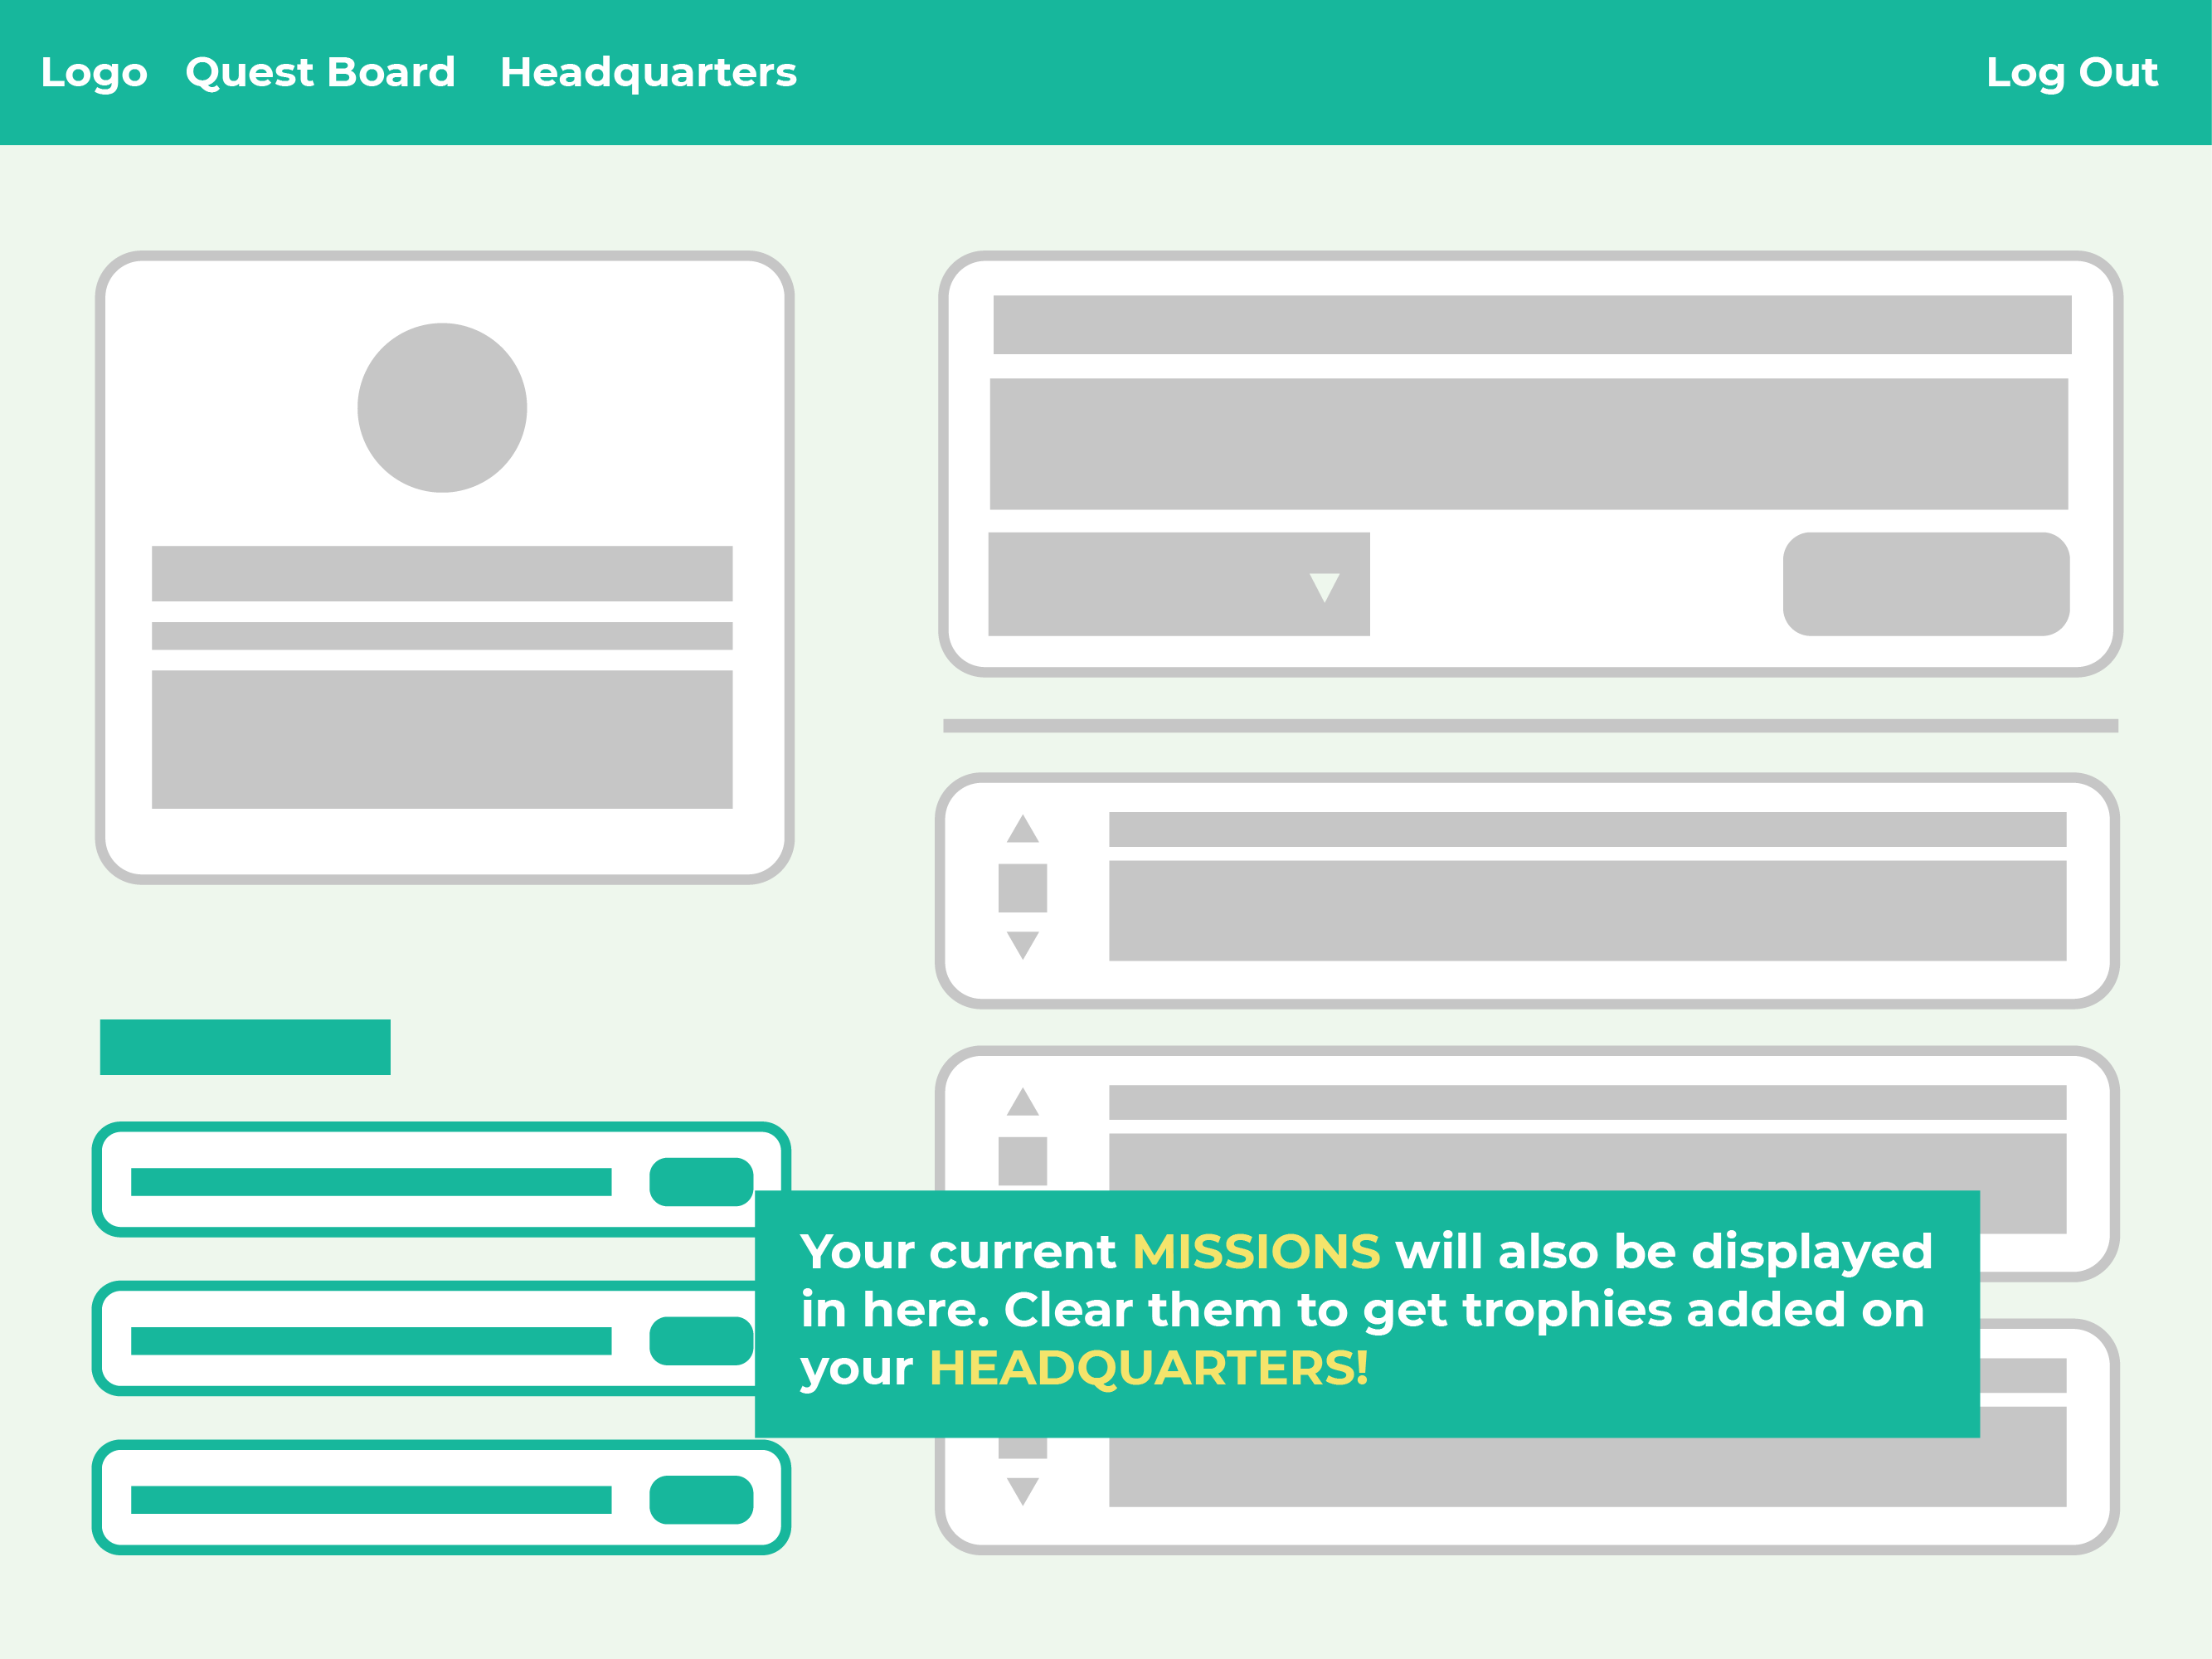 Logo Quest Board Headquarters Log Out
Your current MISSIONS will also be displayed
in here. Clear them to get trophies added on
your HEADQUARTERS!